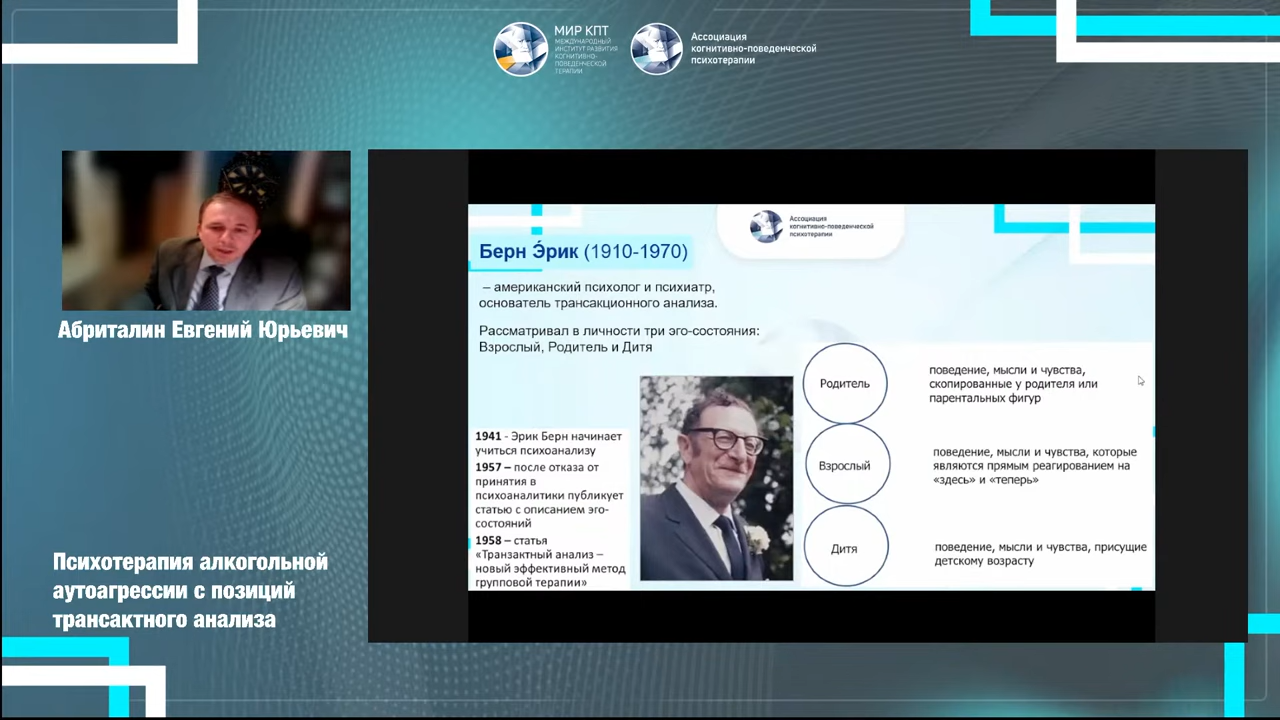 МИР КПТ
МЕЖДУНАРОДНЫЙ
ИНСТИТУТ РАЗВИТИЯ
КОГНИТИВНО-
ПОВЕДЕНЧЕСКОЙ
ТЕРАПИИ
Ассоциация
когнитивно-поведенческой
психотерапии
Абриталин Евгений Юрьевич
Психотерапия алкогольной
аутоагрессии с позиций
трансактного анализа
Ассоциация
когнитивно-поведенческой
психотерапии
Берн Э́рик (1910-1970)
– американский психолог и психиатр,
основатель трансакционного анализа.
Рассматривал в личности три эго-состояния:
Взрослый, Родитель и Дитя
1941 - Эрик Берн начинает
учиться психоанализу
1957 – после отказа от
принятия в
психоаналитики публикует
статью с описанием эго-
состояний
1958 – статья
«Транзактный анализ –
новый эффективный метод
групповой терапии»
Родитель
поведение, мысли и чувства,
скопированные у родителя или
парентальных фигур
Взрослый
поведение, мысли и чувства, которые
являются прямым реагированием на
«здесь» и «теперь»
Дитя
поведение, мысли и чувства, присущие
детскому возрасту